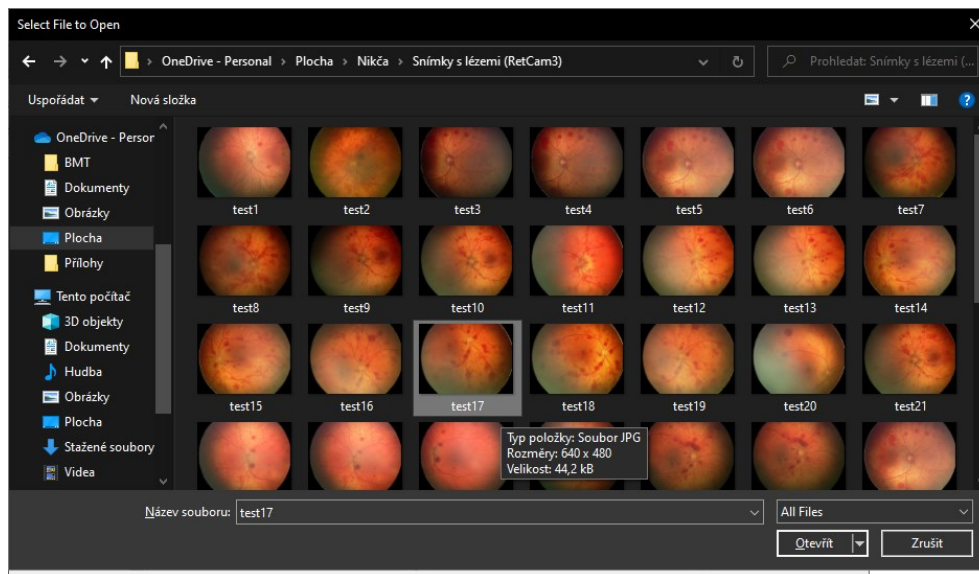 Select File to Open
OneDrive - Personal › Plocha › Nikča › Snímky s lézemi (RetCam3)
Prohledat: Snímky s lézemi (...
Uspořádat
Nová složka
OneDrive - Person
BMT
Dokumenty
Obrázky
Plocha
Přílohy
Tento počítač
3D objekty
Dokumenty
Hudba
Obrázky
Plocha
Stažené soubory
Videa
test1 test2 test3 test4 test5 test6 test7
test8 test9 test10 test11 test12 test13 test14
test15 test16 test17 test18 test19 test20 test21
Typ položky: Soubor JPG
Rozměry: 640 x 480
Velikost: 44,2 kB
Název souboru: test17
All Files
Otevřít
Zrušit